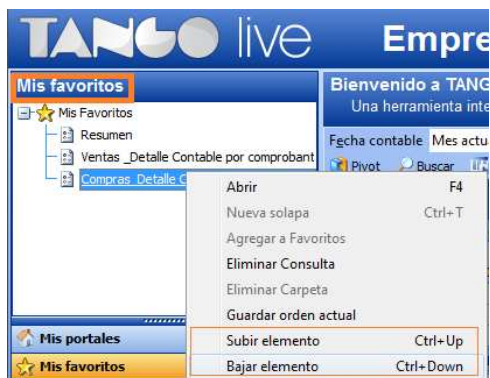 TANGO live Empre
Mis favoritos
Bienvenido a TANG
Una herramienta inte
Mis Favoritos
Resumen
Ventas _Detalle Contable por comprobant
Compras_Detalle C
Fecha contable Mes actu
Pivot Buscar
Abrir F4
Nueva solapa Ctrl+T
Agregar a Favoritos
Eliminar Consulta
Eliminar Carpeta
Guardar orden actual
Subir elemento Ctrl+Up
Bajar elemento Ctrl+Down
Mis portales
Mis favoritos